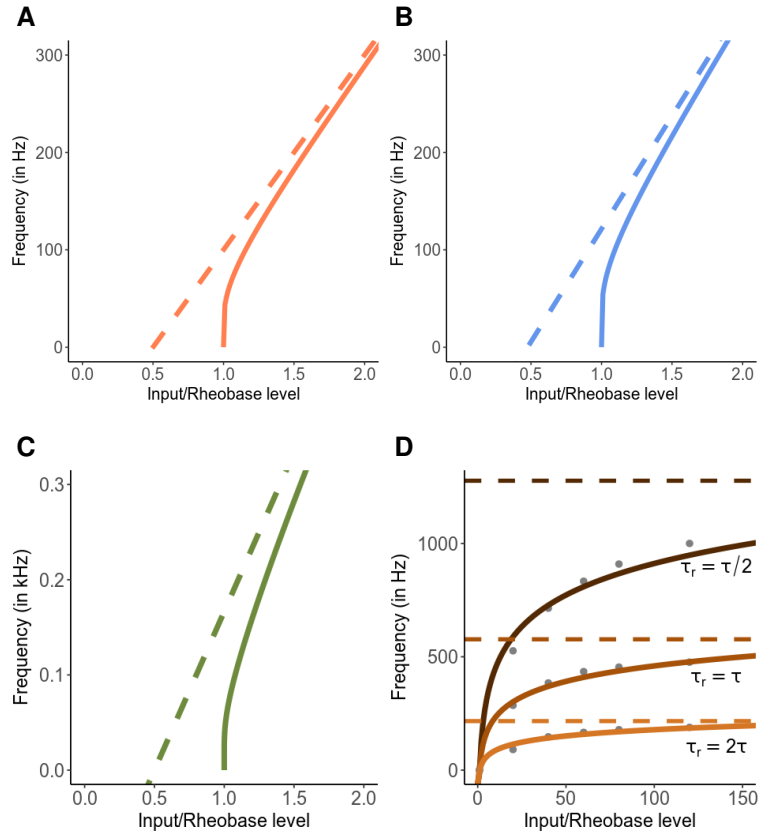 A
Frequency (in Hz)
300
200
100
0
0.0 0.5 1.0 1.5 2.0
Input/Rheobase level
B
Frequency (in Hz)
300
200
100
0
0.0 0.5 1.0 1.5 2.0
Input/Rheobase level
C
Frequency (in kHz)
0.3
0.2
0.1
0.0
0.0 0.5 1.0 1.5 2.0
Input/Rheobase level
D
Frequency (in Hz)
1000
500
0
τr = τ/2
τr = τ
τr = 2τ
0 50 100 150
Input/Rheobase level